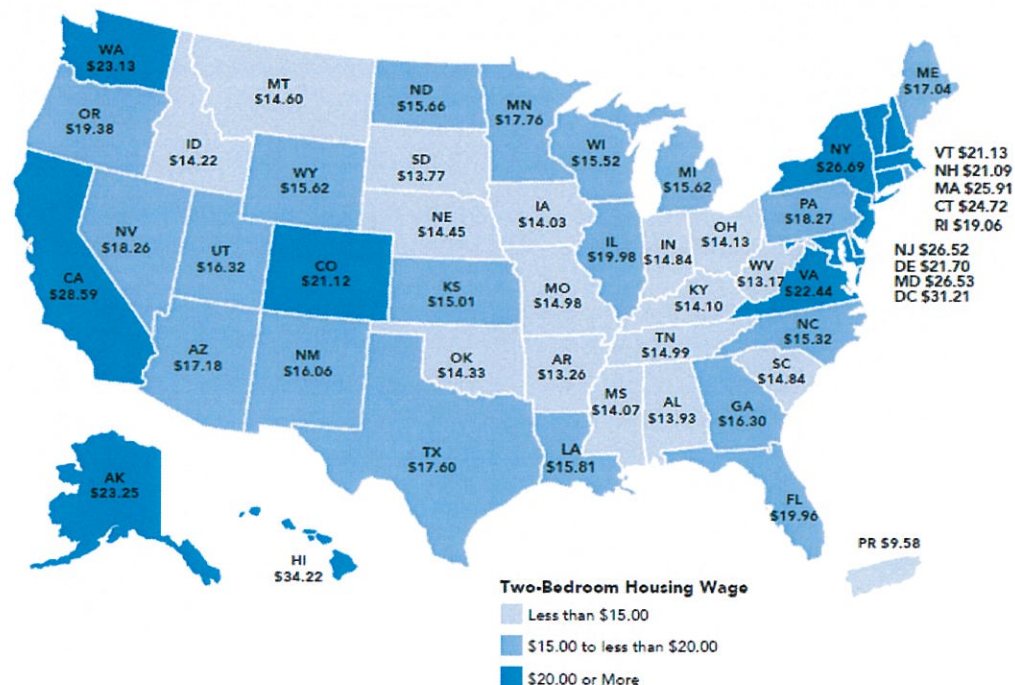 WA
$23.13
MT
$14.60
ND
$15.66
MN
$17.76
ME
$17.04
OR
$19.38
ID
$14.22
SD
$13.77
WI
$15.52
MI
$15.62
NY
$26.69
VT $21.13
NH $21.09
MA $25.91
CT $24.72
RI $19.06
WY
$15.62
NE
$14.45
IA
$14.03
PA
$18.27
NV
$18.26
UT
$16.32
CO
$21.12
IL
$19.98
IN
$14.84
OH
$14.13
NJ $26.52
DE $21.70
MD $26.53
DC $31.21
CA
$28.59
KS
$15.01
MO
$14.98
KY
$14.10
WV
$13.17
VA
$22.44
AZ
$17.18
NM
$16.06
OK
$14.33
AR
$13.26
TN
$14.99
NC
$15.32
SC
$14.84
MS
$14.07
AL
$13.93
GA
$16.30
TX
$17.60
LA
$15.81
FL
$19.96
AK
$23.25
HI
$34.22
PR $9.58
Two-Bedroom Housing Wage
Less than $15.00
$15.00 to less than $20.00
$20.00 or More